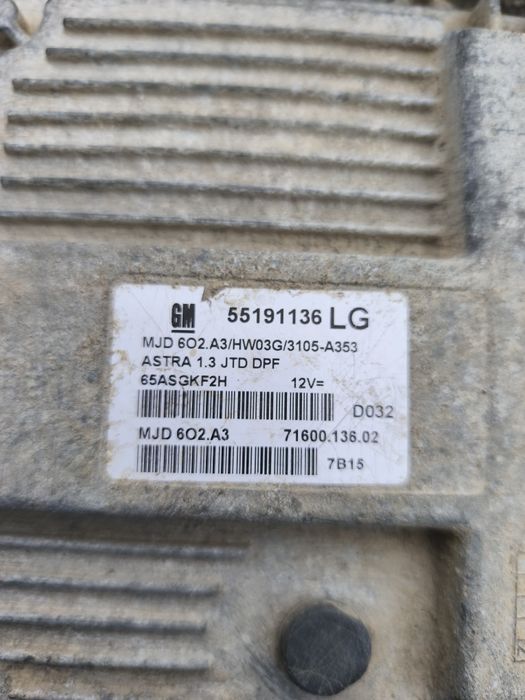 GM 55191136 LG
MJD 6O2.A3/HW03G/3105-A353
ASTRA 1.3 JTD DPF
65ASGKF2H 12V=
D032
MJD 6O2.A3 71600.136.02
7B15